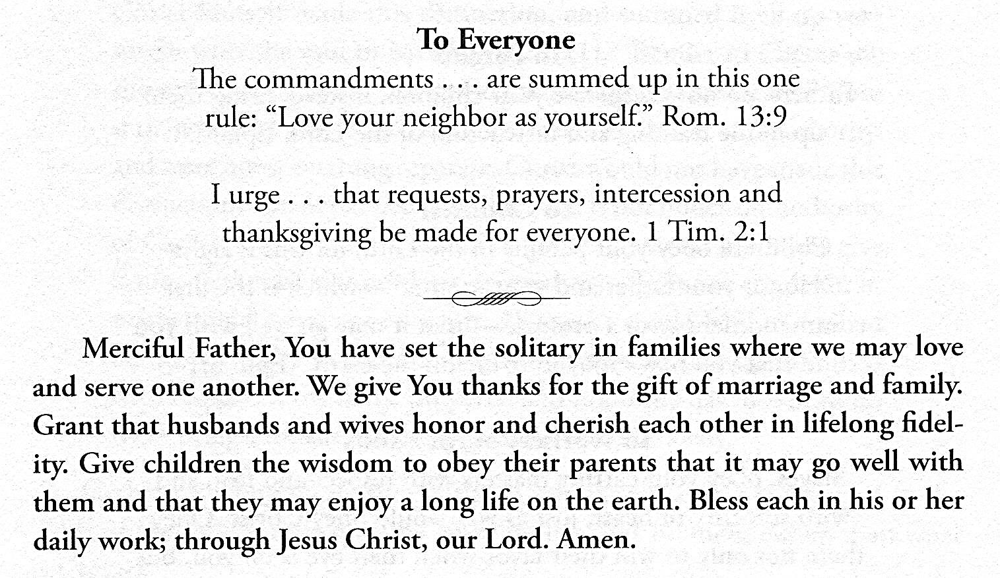 To Everyone
The commandments . . . are summed up in this one
rule: “Love your neighbor as yourself.” Rom. 13:9
I urge . . . that requests, prayers, intercession and
thanksgiving be made for everyone. 1 Tim. 2:1
Merciful Father, You have set the solitary in families where we may love
and serve one another. We give You thanks for the gift of marriage and family.
Grant that husbands and wives honor and cherish each other in lifelong fidel-
ity. Give children the wisdom to obey their parents that it may go well with
them and that they may enjoy a long life on the earth. Bless each in his or her
daily work; through Jesus Christ, our Lord. Amen.